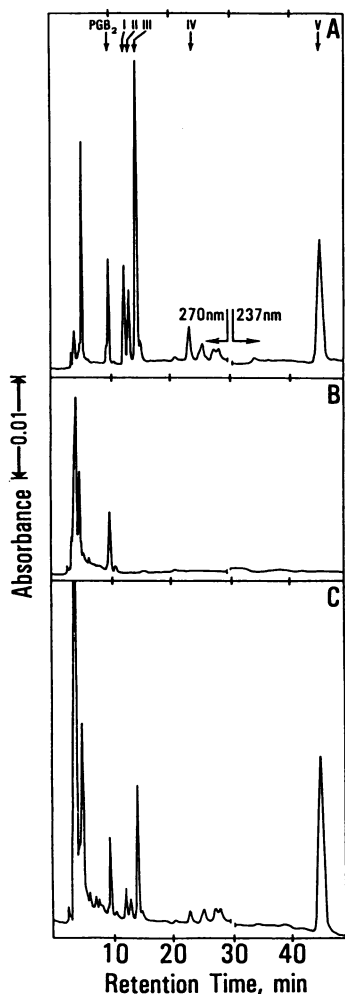 PGB2 I II III IV V
A
270nm 237nm
B
Absorbance 0.01
C
10 20 30 40
Retention Time, min